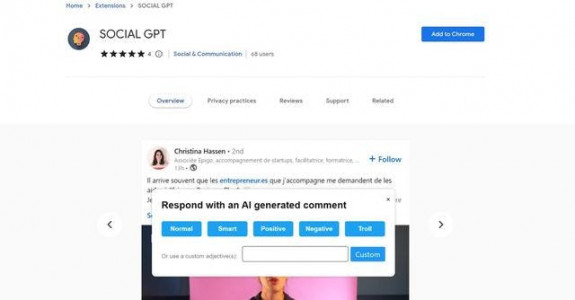 Home > Extensions > SOCIAL GPT
SOCIAL GPT
Add to Chrome
★★★★★ 4 ⓘ | Social & Communication | 68 users
Overview Privacy practices Reviews Support Related
Christina Hassen • 2nd
Associée Epigo, accompagnement de startups, facilitatrice, formatrice, ...
13h •
+ Follow
Il arrive souvent que les entrepreneur.es que j'accompagne me demandent de les
Respond with an AI generated comment
×
Normal Smart Positive Negative Troll
Or use a custom adjective(s):
Custom